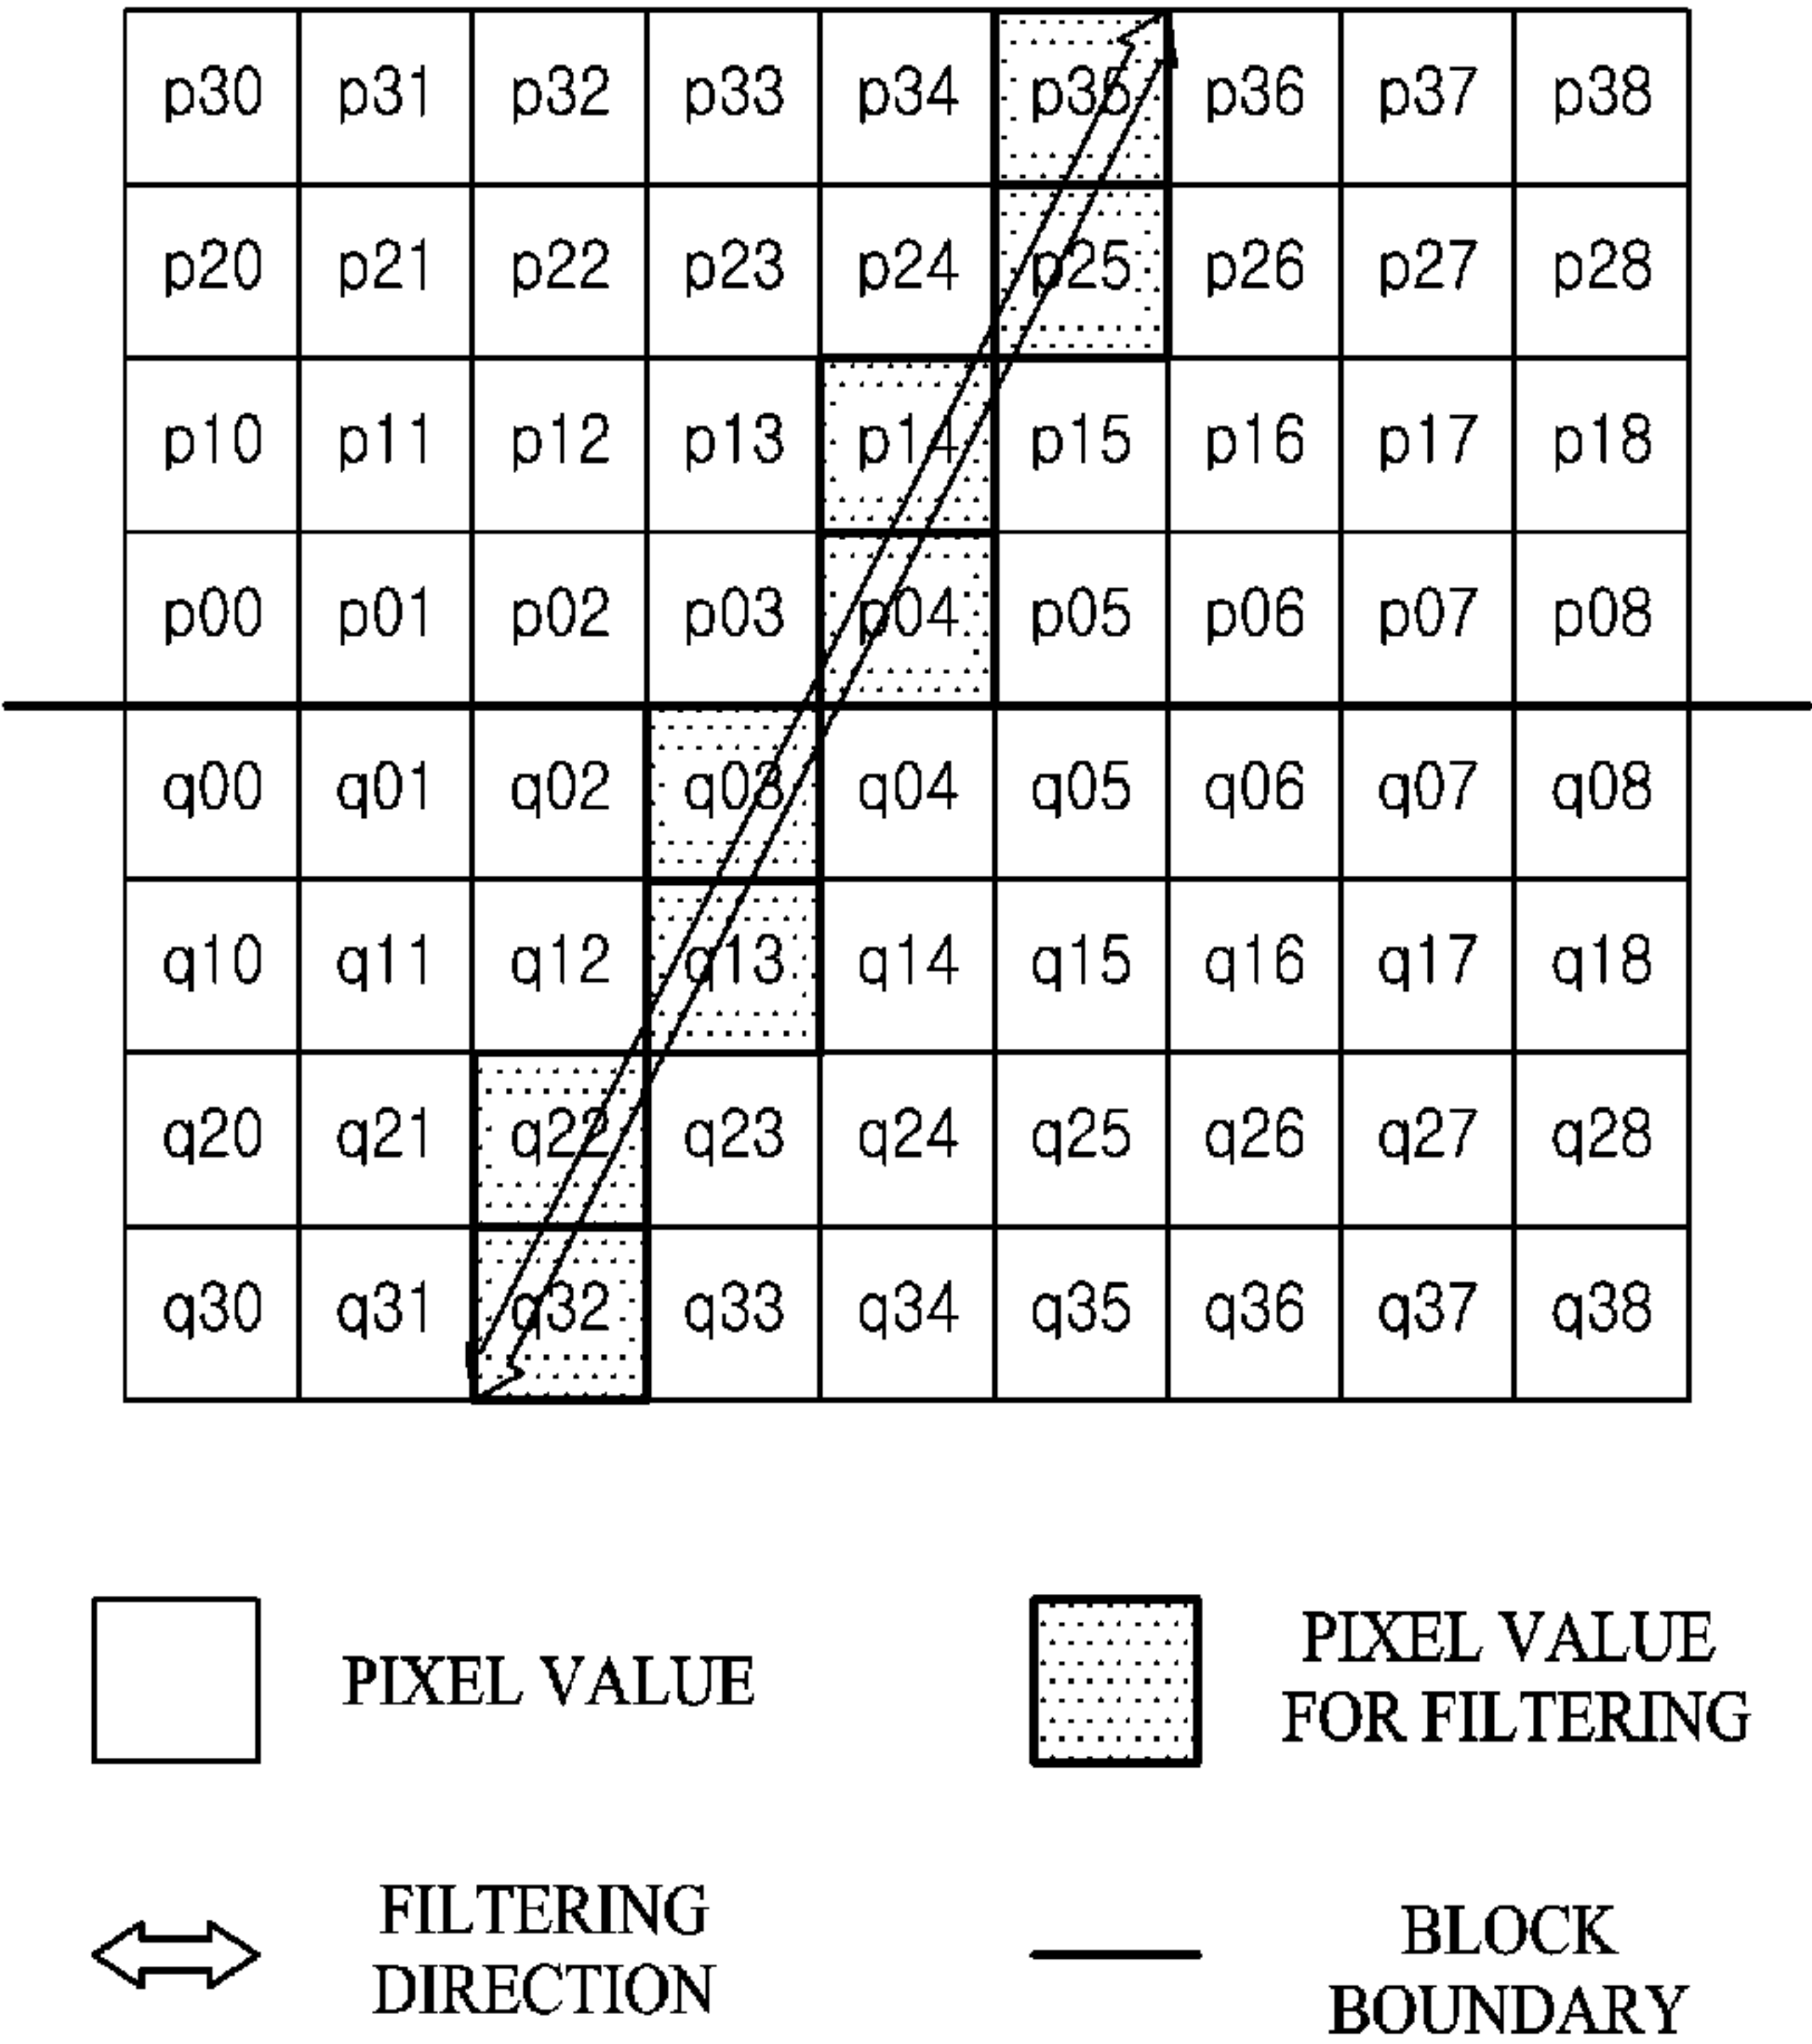 p30 p31 p32 p33 p34 p35 p36 p37 p38
p20 p21 p22 p23 p24 p25 p26 p27 p28
p10 p11 p12 p13 p14 p15 p16 p17 p18
p00 p01 p02 p03 p04 p05 p06 p07 p08
q00 q01 q02 q03 q04 q05 q06 q07 q08
q10 q11 q12 q13 q14 q15 q16 q17 q18
q20 q21 q22 q23 q24 q25 q26 q27 q28
q30 q31 q32 q33 q34 q35 q36 q37 q38
PIXEL VALUE
PIXEL VALUE
FOR FILTERING
FILTERING
DIRECTION
BLOCK
BOUNDARY